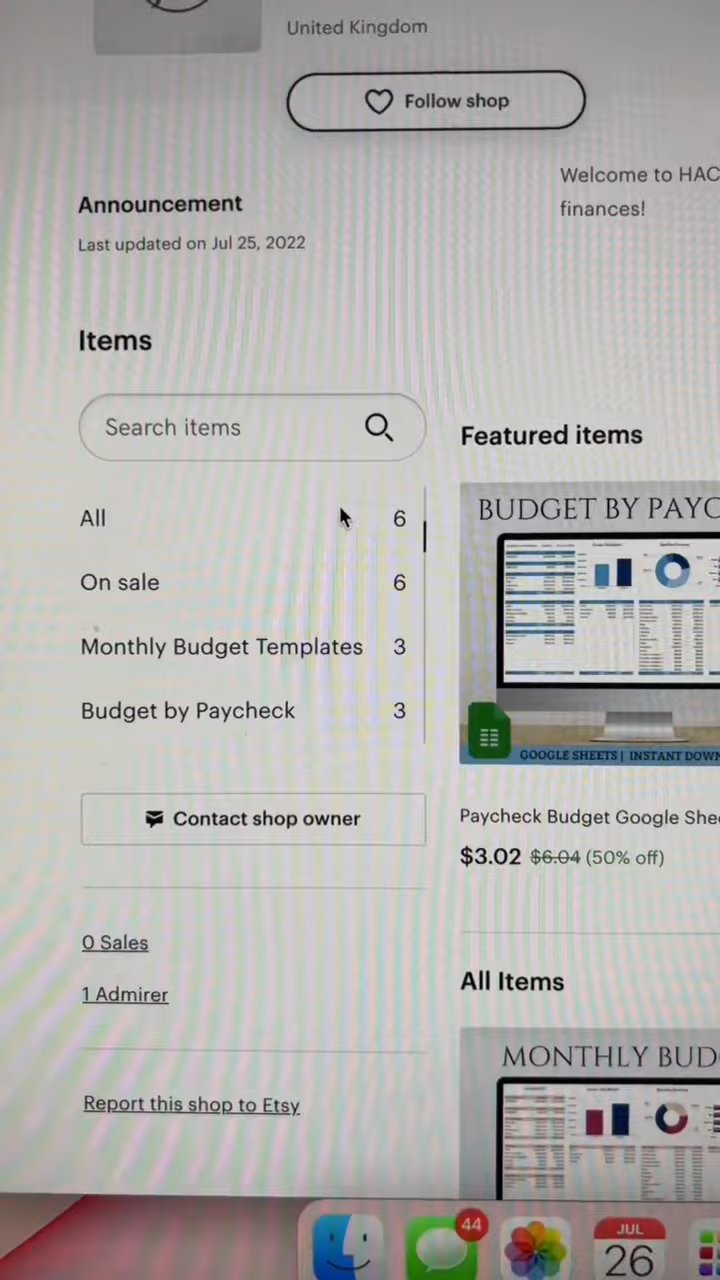 United Kingdom
Follow shop
Announcement
Last updated on Jul 25, 2022
Welcome to HAC
finances!
Items
Search items
All 6
On sale 6
Monthly Budget Templates 3
Budget by Paycheck 3
Contact shop owner
0 Sales
1 Admirer
Report this shop to Etsy
Featured items
BUDGET BY PAYC
GOOGLE SHEETS | INSTANT DOWN
Paycheck Budget Google Shee
$3.02 $6.04 (50% off)
All Items
MONTHLY BUD
44
JUL
26